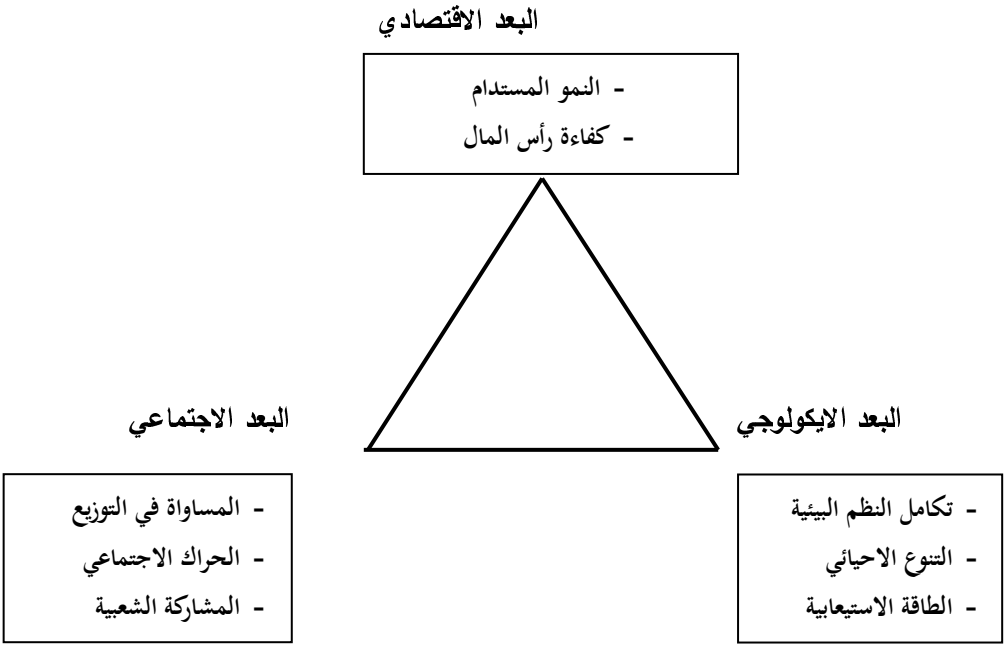 البعد الاقتصادي
- النمو المستدام
- كفاءة رأس المال
البعد الايكولوجي
- تكامل النظم البيئية
- التنوع الاحيائي
- الطاقة الاستيعابية
البعد الاجتماعي
- المساواة في التوزيع
- الحراك الاجتماعي
- المشاركة الشعبية